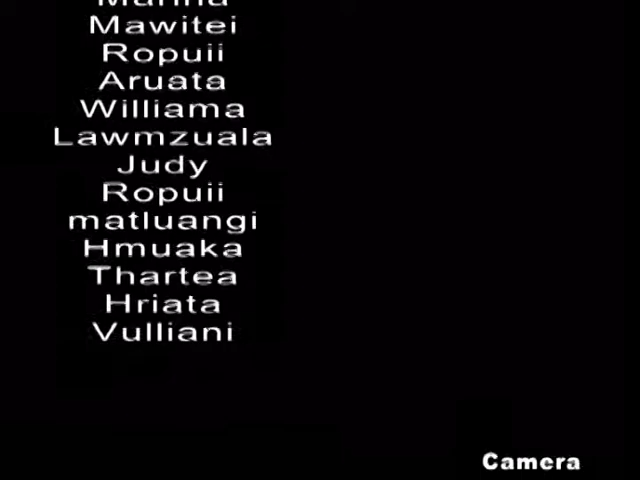 Mawitei
Ropuii
Aruata
Williama
Lawmzuala
Judy
Ropuii
matluangi
Hmuaka
Thartea
Hriata
Vulliani
Camera